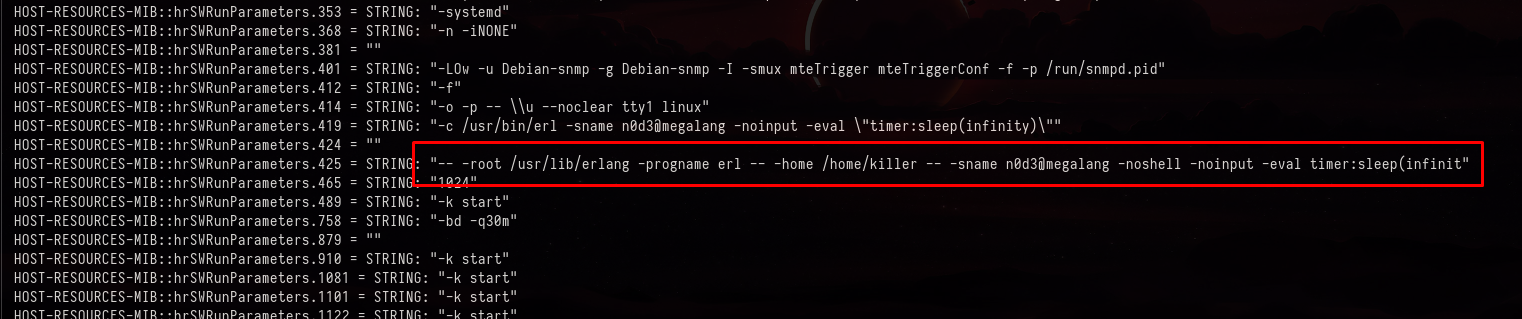 HOST-RESOURCES-MIB::hrSWRunParameters.353 = STRING: "-systemd"
HOST-RESOURCES-MIB::hrSWRunParameters.368 = STRING: "-n -iNONE"
HOST-RESOURCES-MIB::hrSWRunParameters.381 = ""
HOST-RESOURCES-MIB::hrSWRunParameters.401 = STRING: "-LOw -u Debian-snmp -g Debian-snmp -I -smux mteTrigger mteTriggerConf -f -p /run/snmpd.pid"
HOST-RESOURCES-MIB::hrSWRunParameters.412 = STRING: "-f"
HOST-RESOURCES-MIB::hrSWRunParameters.414 = STRING: "-o -p -- \\u --noclear tty1 linux"
HOST-RESOURCES-MIB::hrSWRunParameters.419 = STRING: "-c /usr/bin/erl -sname n0d3@megalang -noinput -eval \"timer:sleep(infinity)\""
HOST-RESOURCES-MIB::hrSWRunParameters.424 = ""
HOST-RESOURCES-MIB::hrSWRunParameters.425 = STRING: "-- -root /usr/lib/erlang -progname erl -- -home /home/killer -- -sname n0d3@megalang -noshell -noinput -eval timer:sleep(infinit"
HOST-RESOURCES-MIB::hrSWRunParameters.465 = STRING: "1024"
HOST-RESOURCES-MIB::hrSWRunParameters.489 = STRING: "-k start"
HOST-RESOURCES-MIB::hrSWRunParameters.758 = STRING: "-bd -q30m"
HOST-RESOURCES-MIB::hrSWRunParameters.879 = ""
HOST-RESOURCES-MIB::hrSWRunParameters.910 = STRING: "-k start"
HOST-RESOURCES-MIB::hrSWRunParameters.1081 = STRING: "-k start"
HOST-RESOURCES-MIB::hrSWRunParameters.1101 = STRING: "-k start"
HOST-RESOURCES-MIB::hrSWRunParameters.1122 = STRING: "-k start"